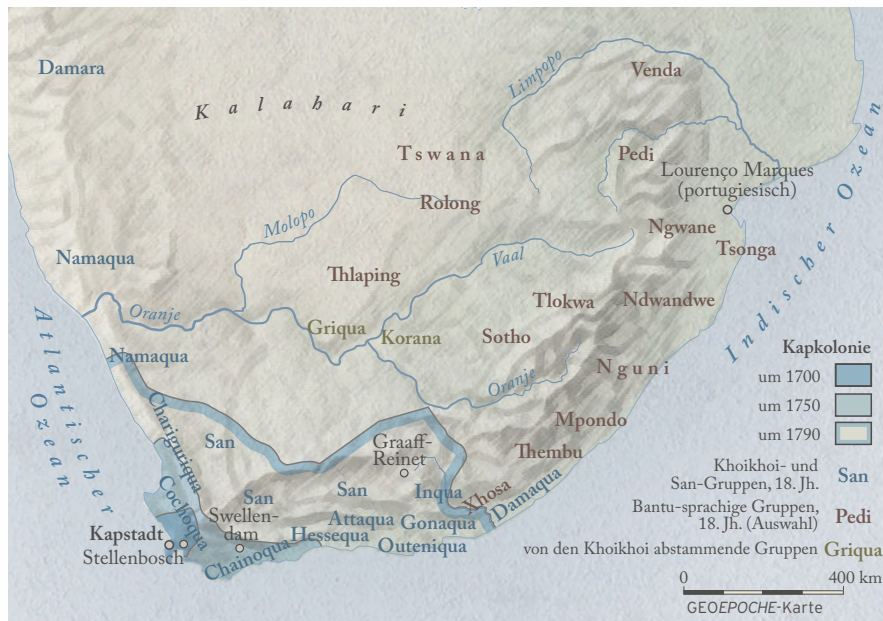 Damara
Kalahari
Limpopo
Venda
Tswana
Pedi
Lourenço Marques
(portugiesisch)
Rolong
Molopo
Ngwane
Tsonga
Namaqua
Vaal
Thlaping
Tlokwa
Ndwandwe
Oranje
Griqua
Korana
Sotho
Indischer Ozean
Atlantischer
Ozean
Namaqua
Nguni
Oranje
Chariguriqua
San
Graaff-
Reinet
Mpondo
Thembu
Cochoqua
San
San
Inqua
Xhosa
Damaqua
Swellen-
dam
Attaqua
Gonaqua
Kapstadt
Stellenbosch
Hessequa
Outeniqua
Chainoqua
Kapkolonie
um 1700
um 1750
um 1790
Khoikhoi- und
San-Gruppen, 18. Jh.
San
Bantu-sprachige Gruppen,
18. Jh. (Auswahl)
Pedi
von den Khoikhoi abstammende Gruppen Griqua
0 400 km
GEOEPOCHE-Karte